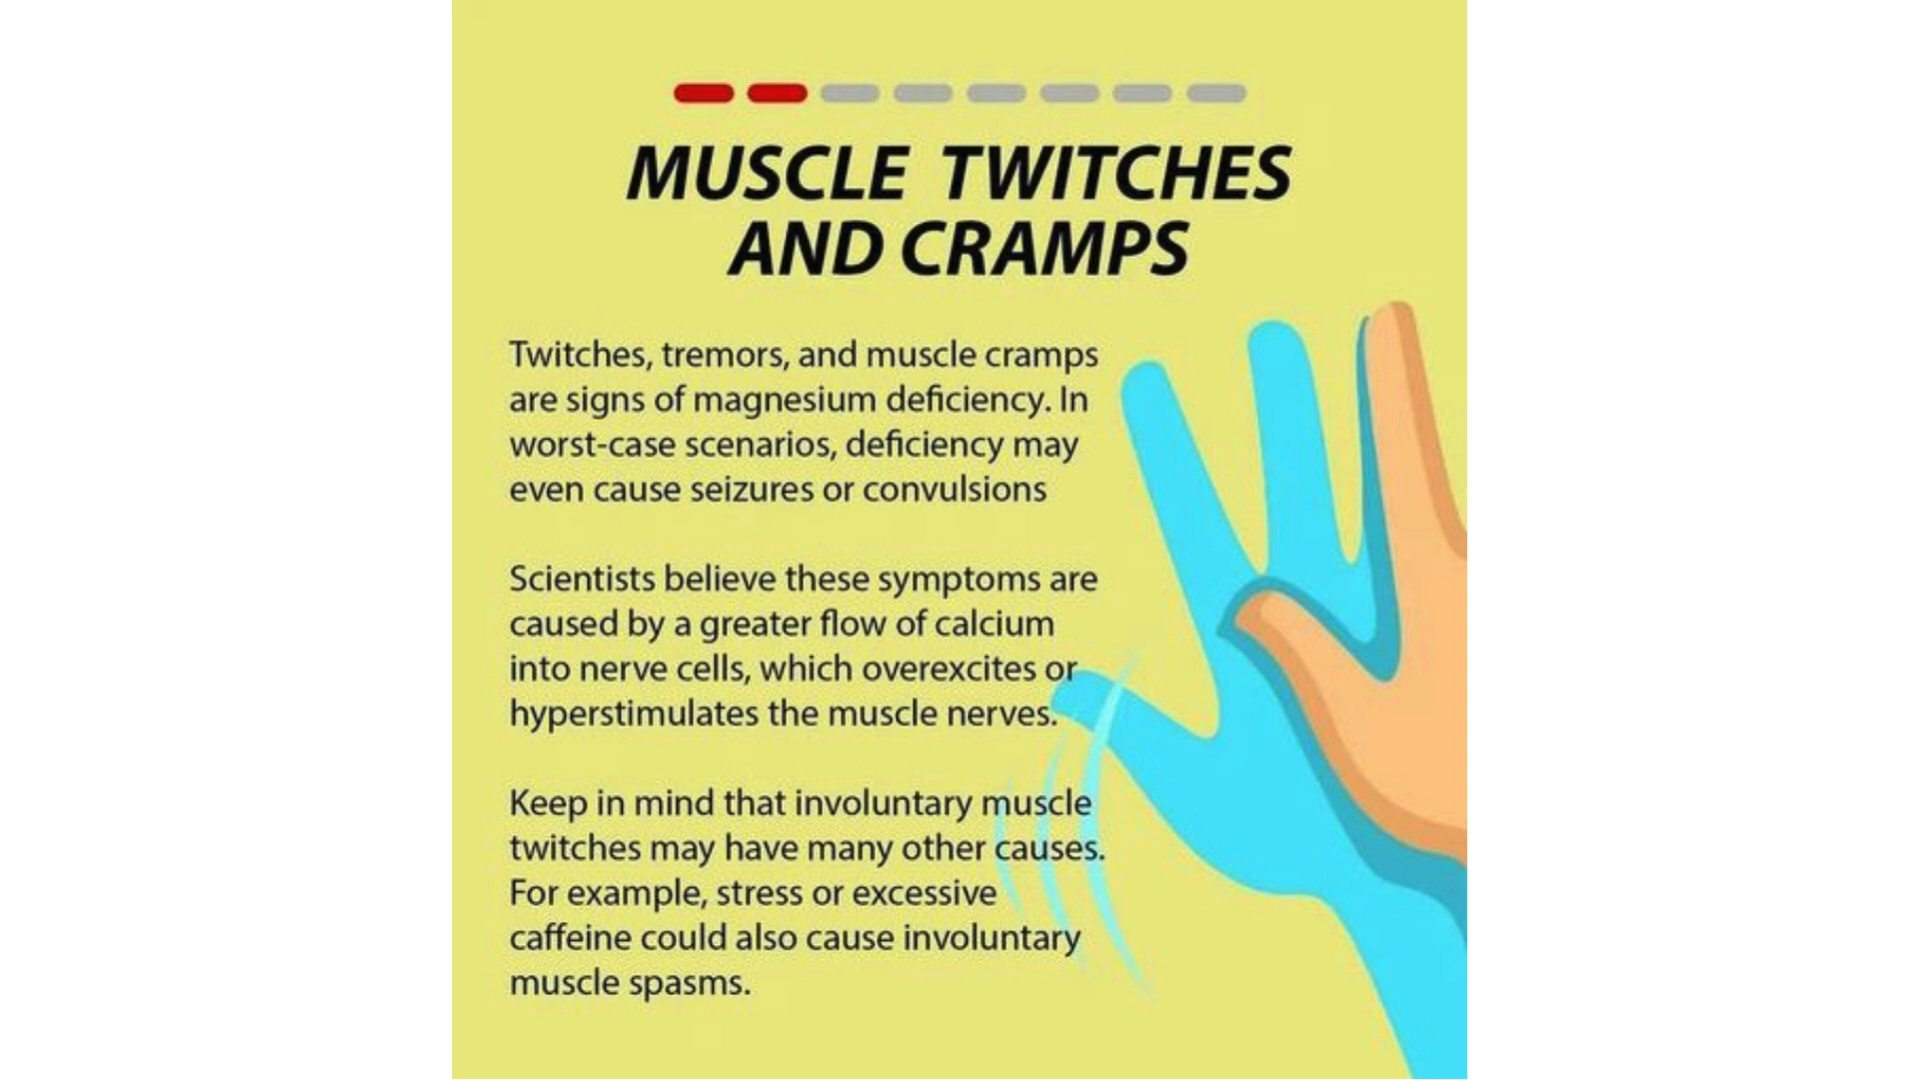 MUSCLE TWITCHES
AND CRAMPS
Twitches, tremors, and muscle cramps
are signs of magnesium deficiency. In
worst-case scenarios, deficiency may
even cause seizures or convulsions
Scientists believe these symptoms are
caused by a greater flow of calcium
into nerve cells, which overexcites or
hyperstimulates the muscle nerves.
Keep in mind that involuntary muscle
twitches may have many other causes.
For example, stress or excessive
caffeine could also cause involuntary
muscle spasms.